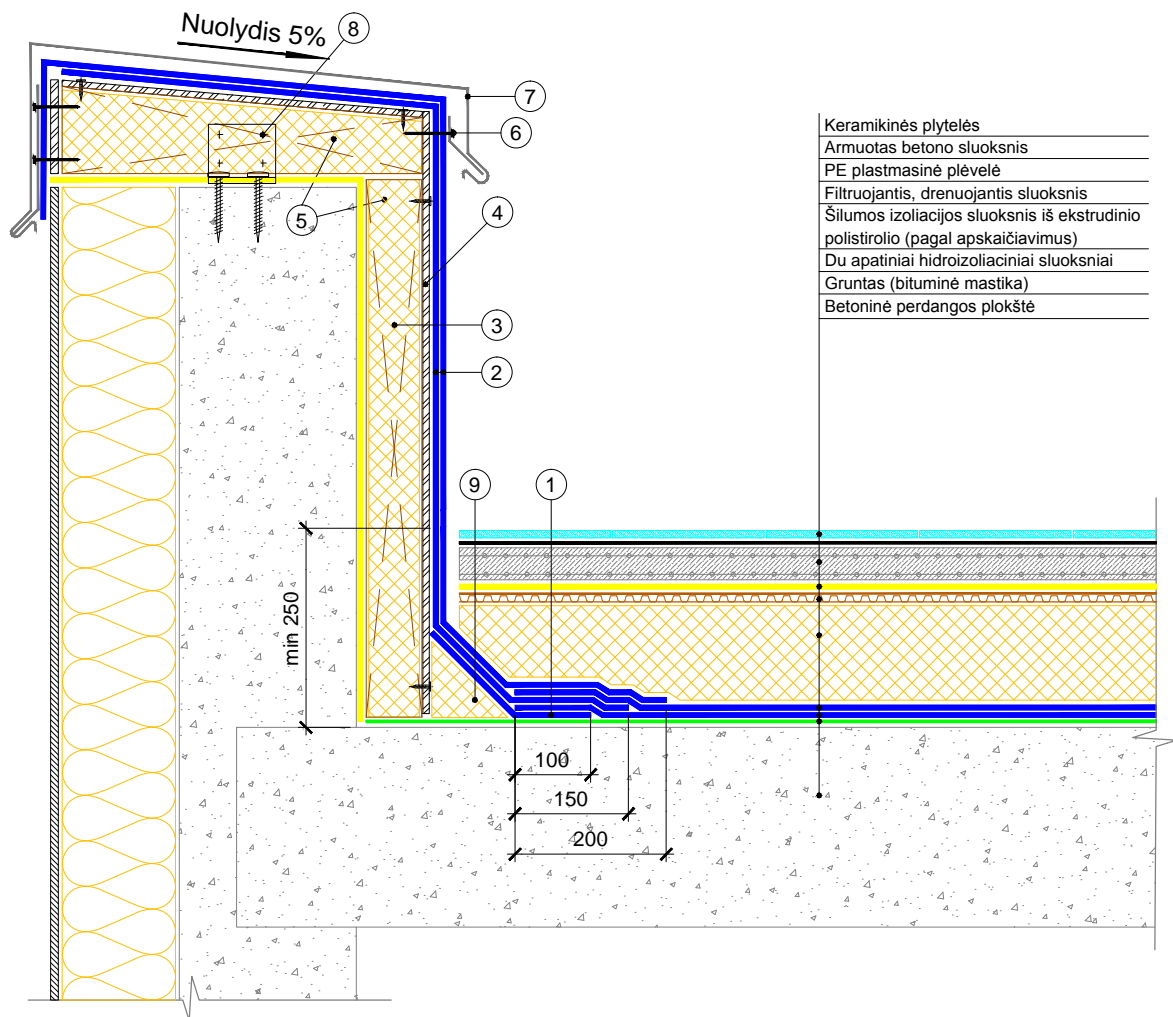 Nuolydis 5%
8
7
6
5
4
3
2
9
1
Keramikinės plytelės
Armuotas betono sluoksnis
PE plastmasinė plėvelė
Filtruojantis, drenuojantis sluoksnis
Šilumos izoliacijos sluoksnis iš ekstrudinio
polistirolio (pagal apskaičiavimus)
Du apatiniai hidroizoliaciniai sluoksniai
Gruntas (bituminė mastika)
Betoninė perdangos plokštė
min 250
100
150
200